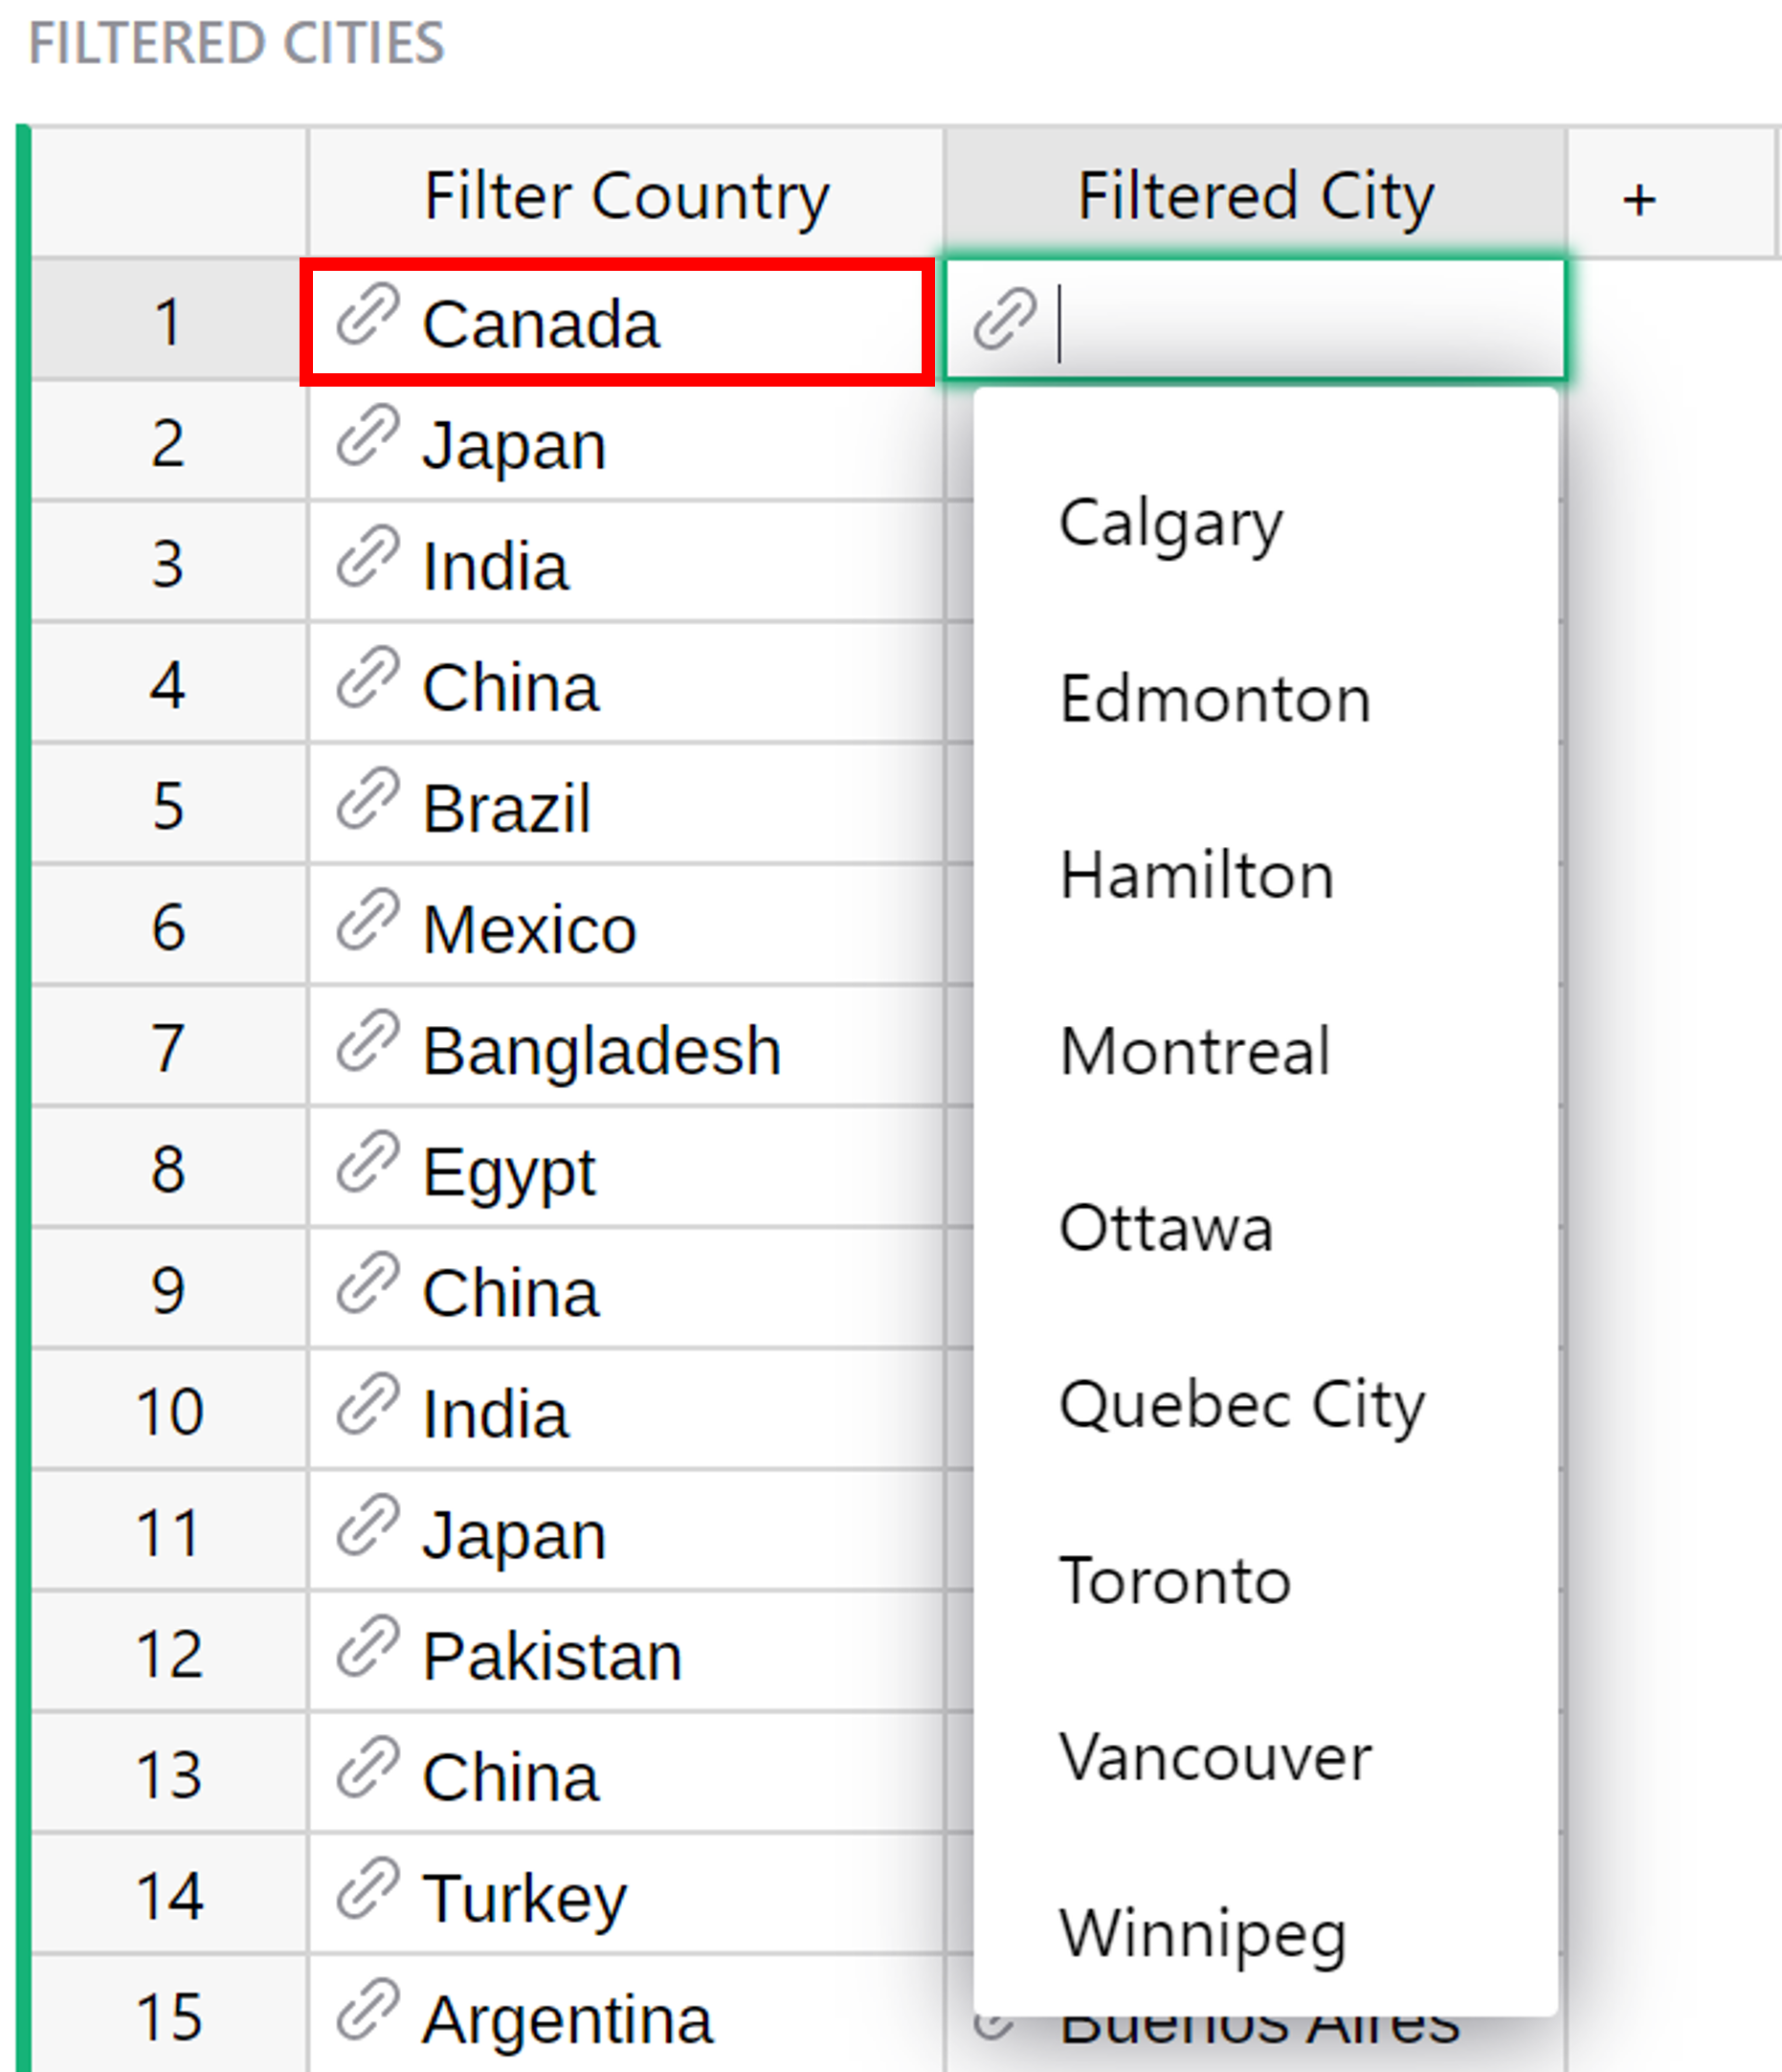 FILTERED CITIES
Filter Country Filtered City +
1 Canada
2 Japan
3 India
4 China
5 Brazil
6 Mexico
7 Bangladesh
8 Egypt
9 China
10 India
11 Japan
12 Pakistan
13 China
14 Turkey
15 Argentina Buenos Aires
Calgary
Edmonton
Hamilton
Montreal
Ottawa
Quebec City
Toronto
Vancouver
Winnipeg